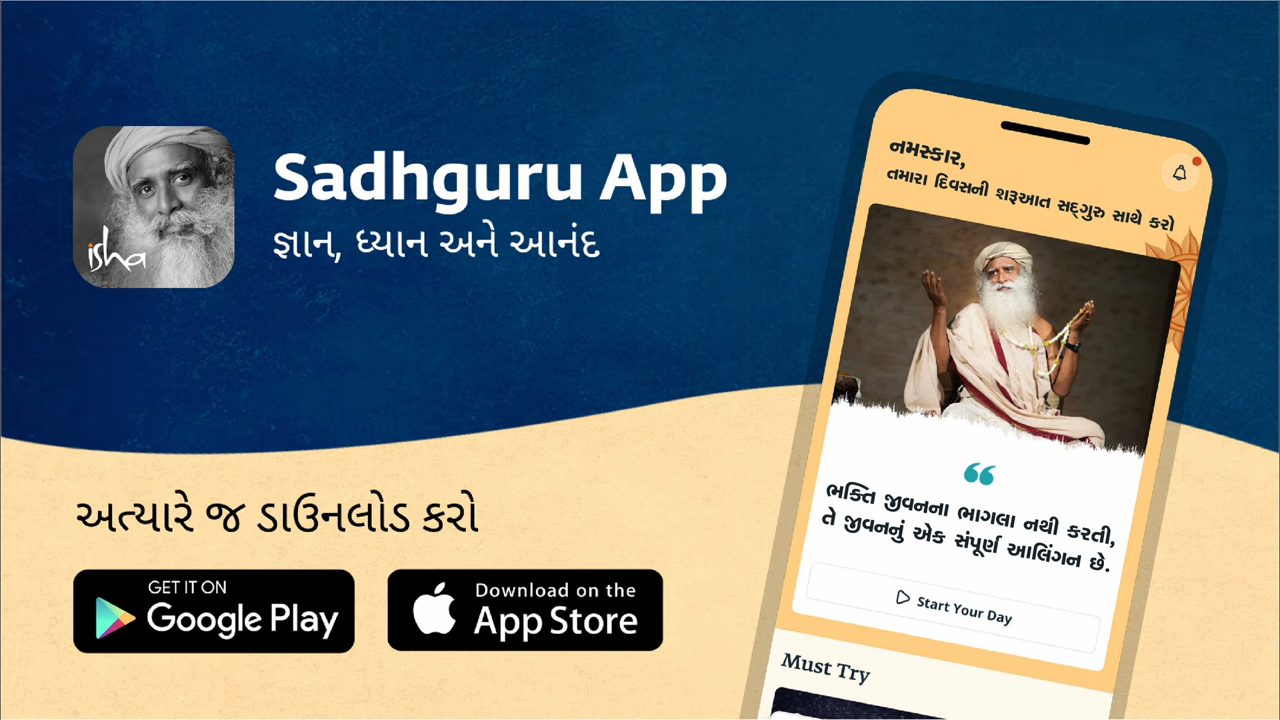 isha
Sadhguru App
જ્ઞાન, ધ્યાન અને આનંદ
અત્યારે જ ડાઉનલોડ કરો
GET IT ON
Google Play
Download on the
App Store
નમસ્કાર,
તમારા દિવસની શરૂઆત સદ્‌ગુરુ સાથે કરો
“
ભક્તિ જીવનના ભાગલા નથી કરતી,
તે જીવનનું એક સંપૂર્ણ આલિંગન છે.
Start Your Day
Must Try